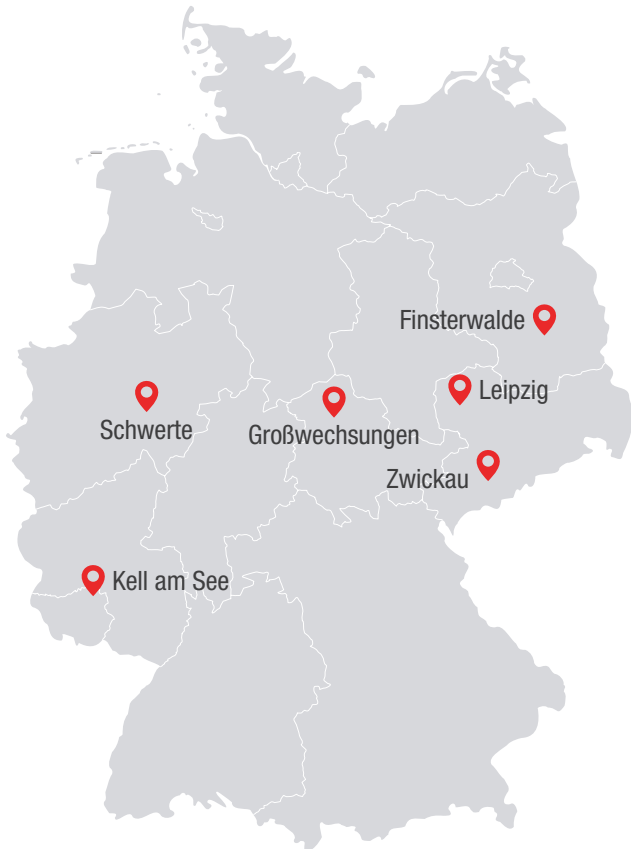 Finsterwalde
Leipzig
Schwerte
Großwechsungen
Zwickau
Kell am See